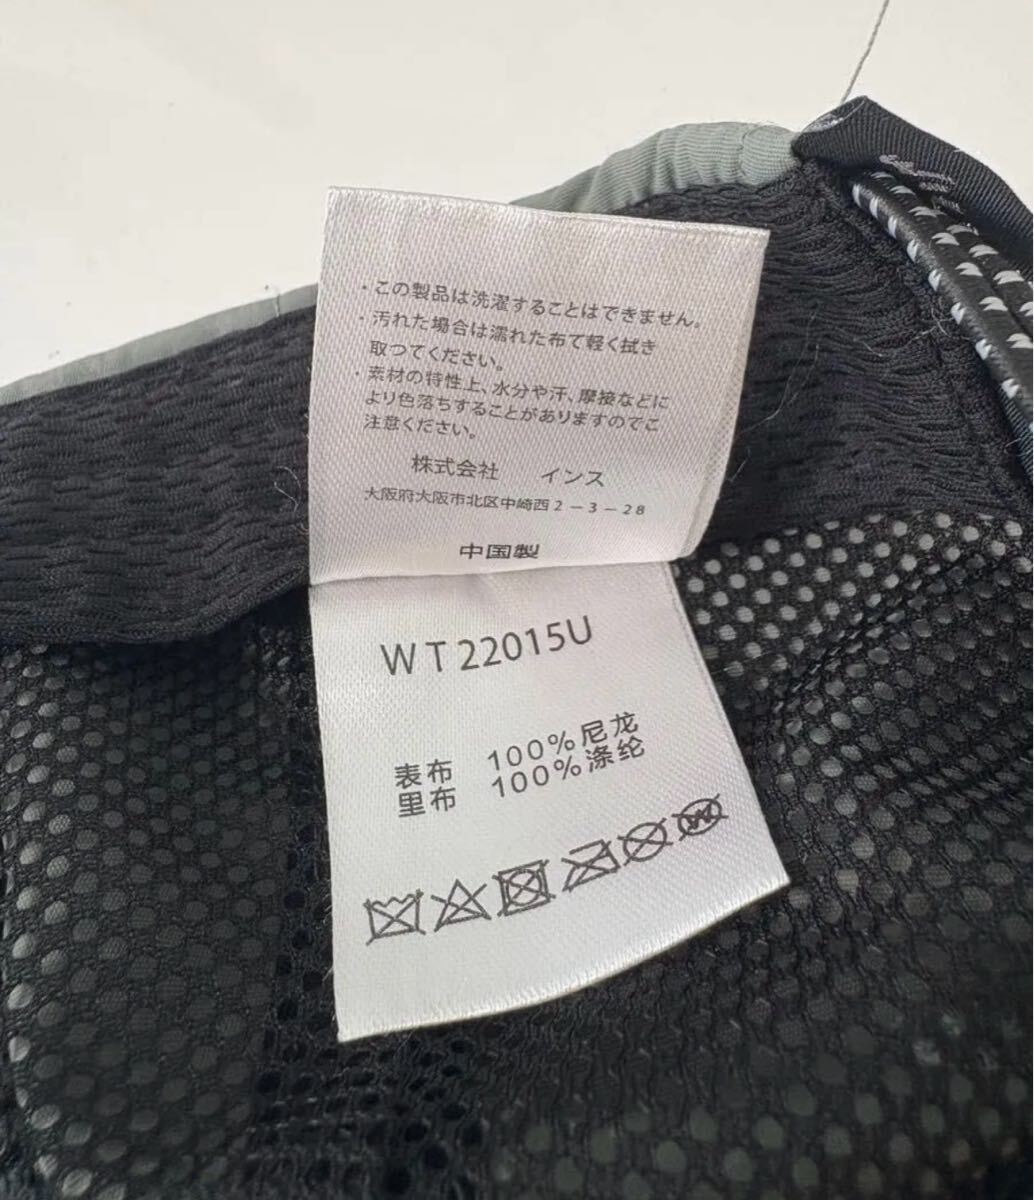 ・この製品は洗濯することはできません。
・汚れた場合は濡れた布て軽く拭き
取つてください。
・素材の特性上、水分や汗、摩接などに
より色落ちすることがありますのでこ
注意ください。
株式会社　　インス
大阪府大阪市北区中崎西2－3－28
中国製
WT22015U
表布　100%尼龙
里布　100%涤纶
W